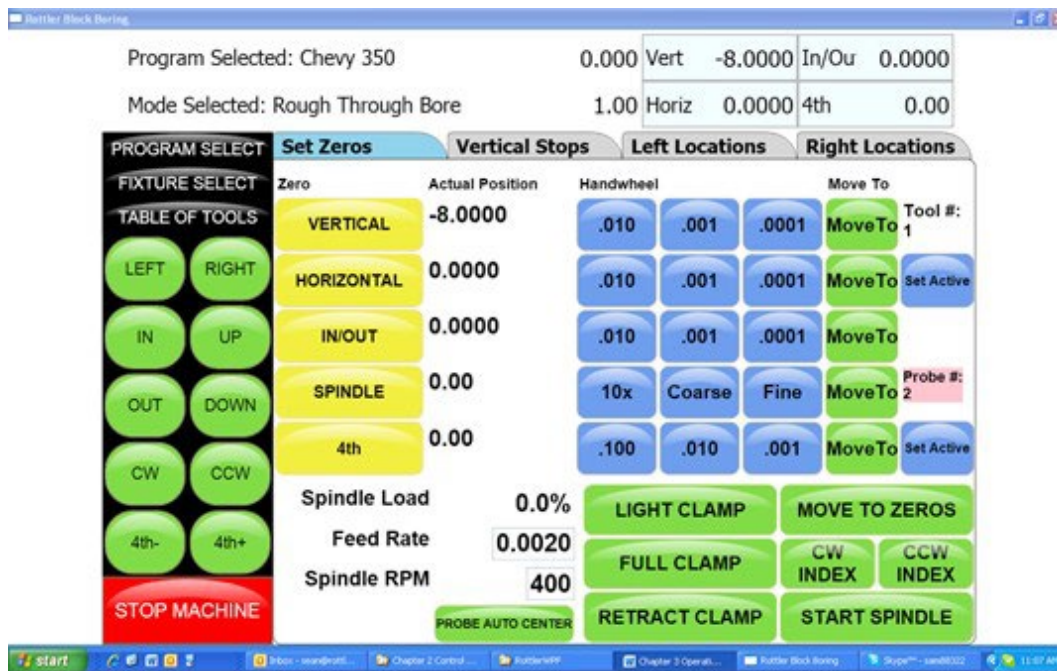 Rottler Block Boring
Program Selected: Chevy 350
0.000 Vert -8.0000 In/Our 0.0000
Mode Selected: Rough Through Bore
1.00 Horiz 0.0000 4th 0.00
PROGRAM SELECT
FIXTURE SELECT
TABLE OF TOOLS
LEFT RIGHT
IN UP
OUT DOWN
CW CCW
4th- 4th+
STOP MACHINE
Set Zeros Vertical Stops Left Locations Right Locations
Zero Actual Position Handwheel Move To
VERTICAL -8.0000 .010 .001 .0001 MoveTo Tool #:
1
HORIZONTAL 0.0000 .010 .001 .0001 MoveTo Set Active
IN/OUT 0.0000 .010 .001 .0001 MoveTo
SPINDLE 0.00 10x Coarse Fine MoveTo Probe #:
2
4th 0.00 .100 .010 .001 MoveTo Set Active
Spindle Load 0.0%
Feed Rate 0.0020
Spindle RPM 400
PROBE AUTO CENTER
LIGHT CLAMP MOVE TO ZEROS
FULL CLAMP CW INDEX CCW INDEX
RETRACT CLAMP START SPINDLE
start Chapter 2 Control ... Chapter 3 Operati... Rottler Block Boring